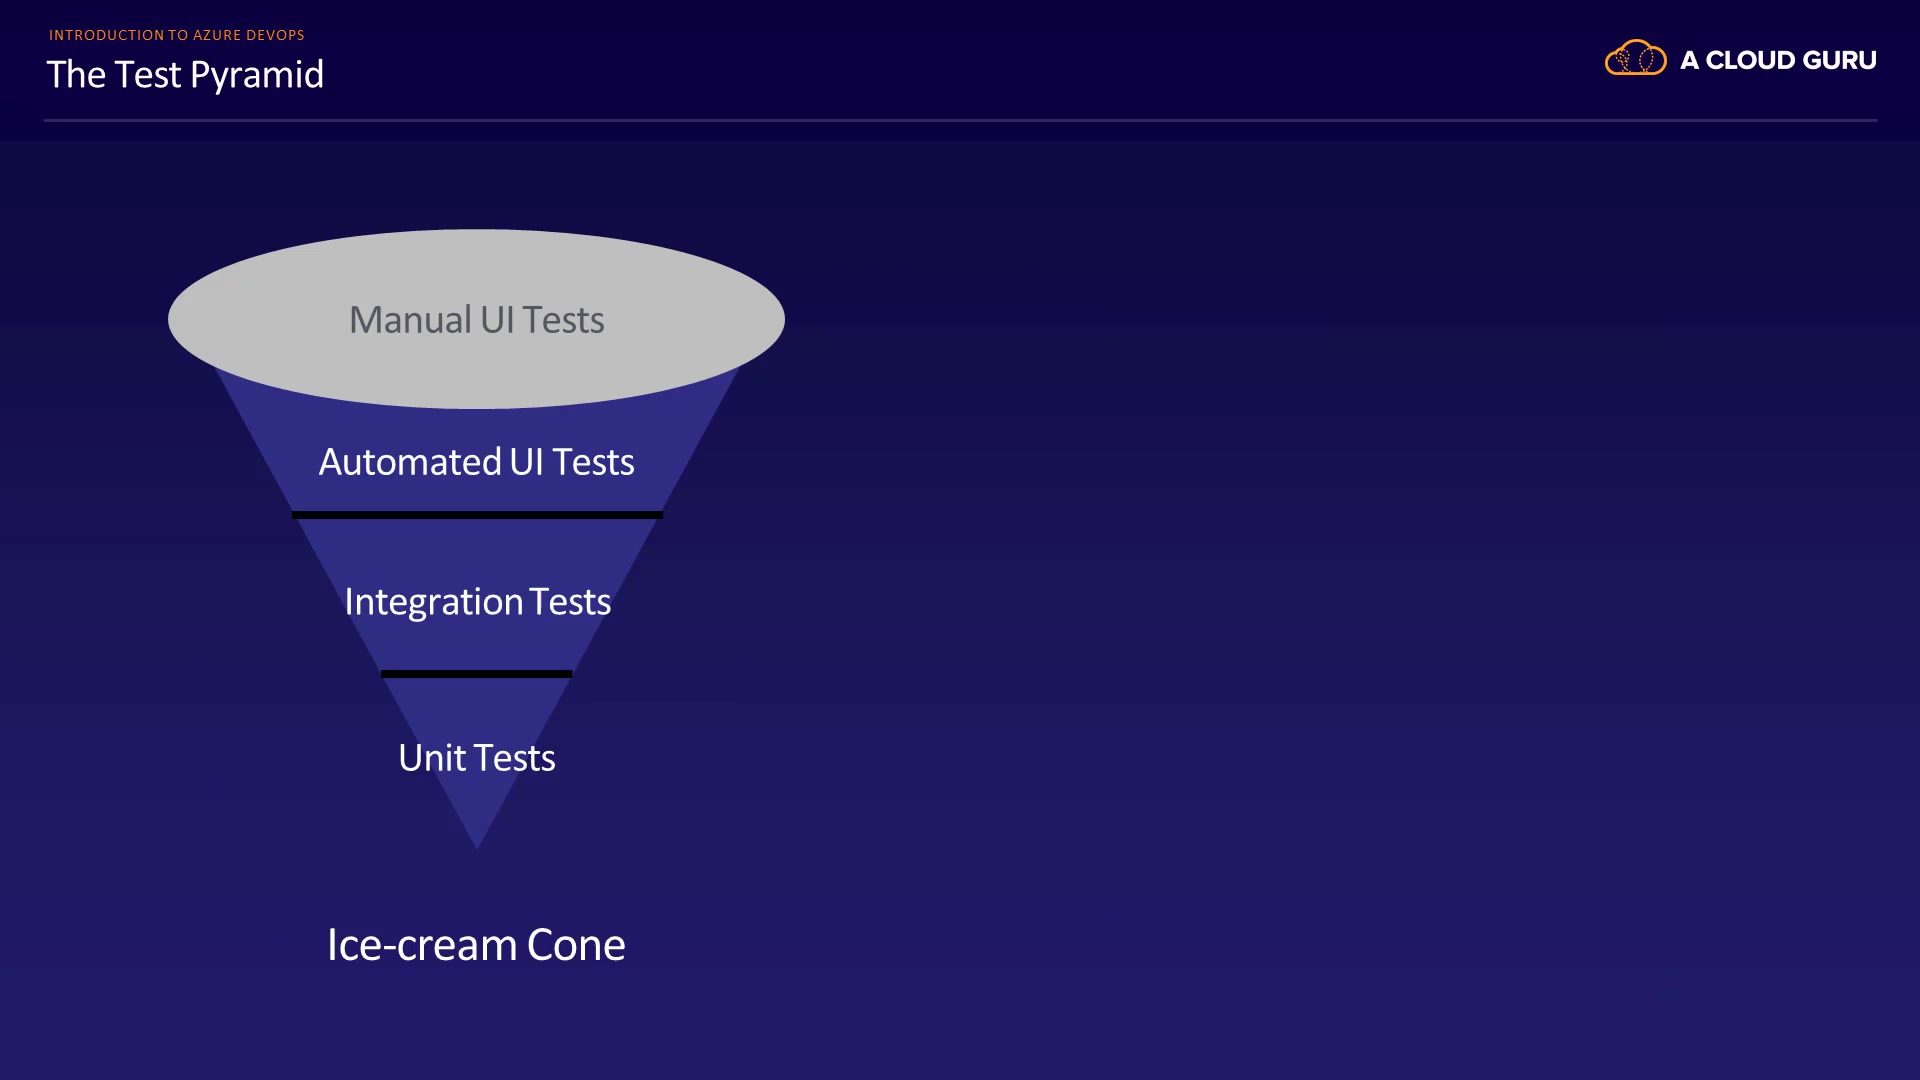 INTRODUCTION TO AZURE DEVOPS
The Test Pyramid
A CLOUD GURU
Manual UI Tests
Automated UI Tests
Integration Tests
Unit Tests
Ice-cream Cone